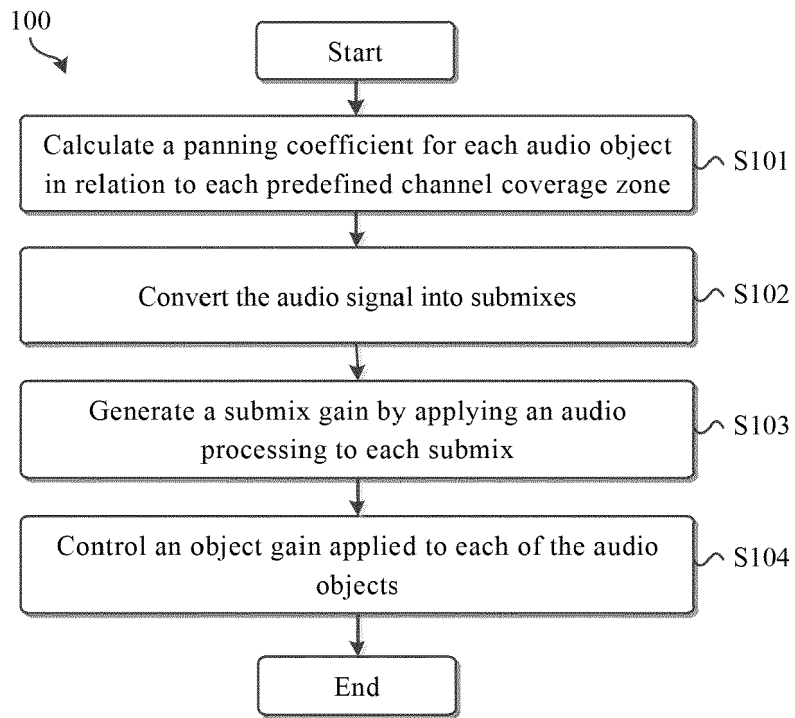 100
Start
Calculate a panning coefficient for each audio object
in relation to each predefined channel coverage zone
S101
Convert the audio signal into submixes
S102
Generate a submix gain by applying an audio
processing to each submix
S103
Control an object gain applied to each of the audio
objects
S104
End